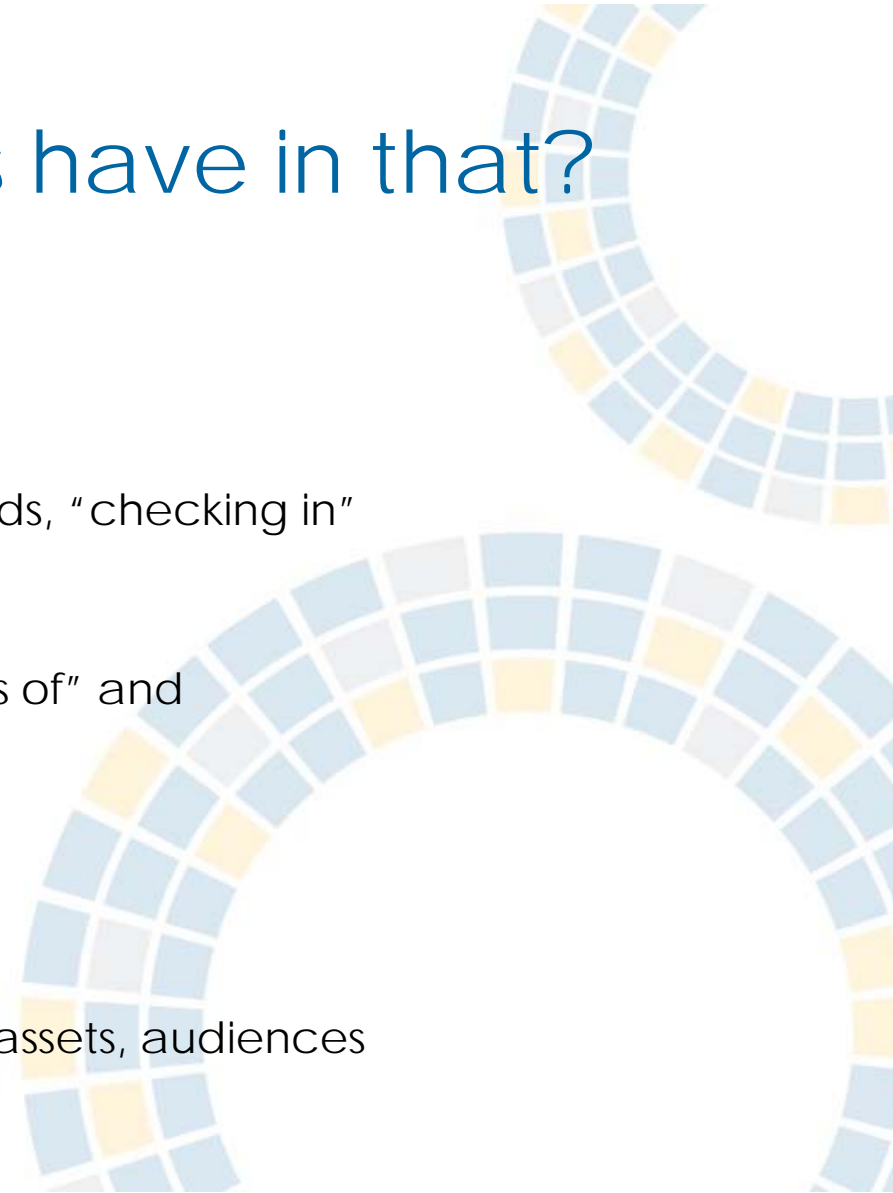 s have in that?
ds, “checking in”
s of” and
assets, audiences